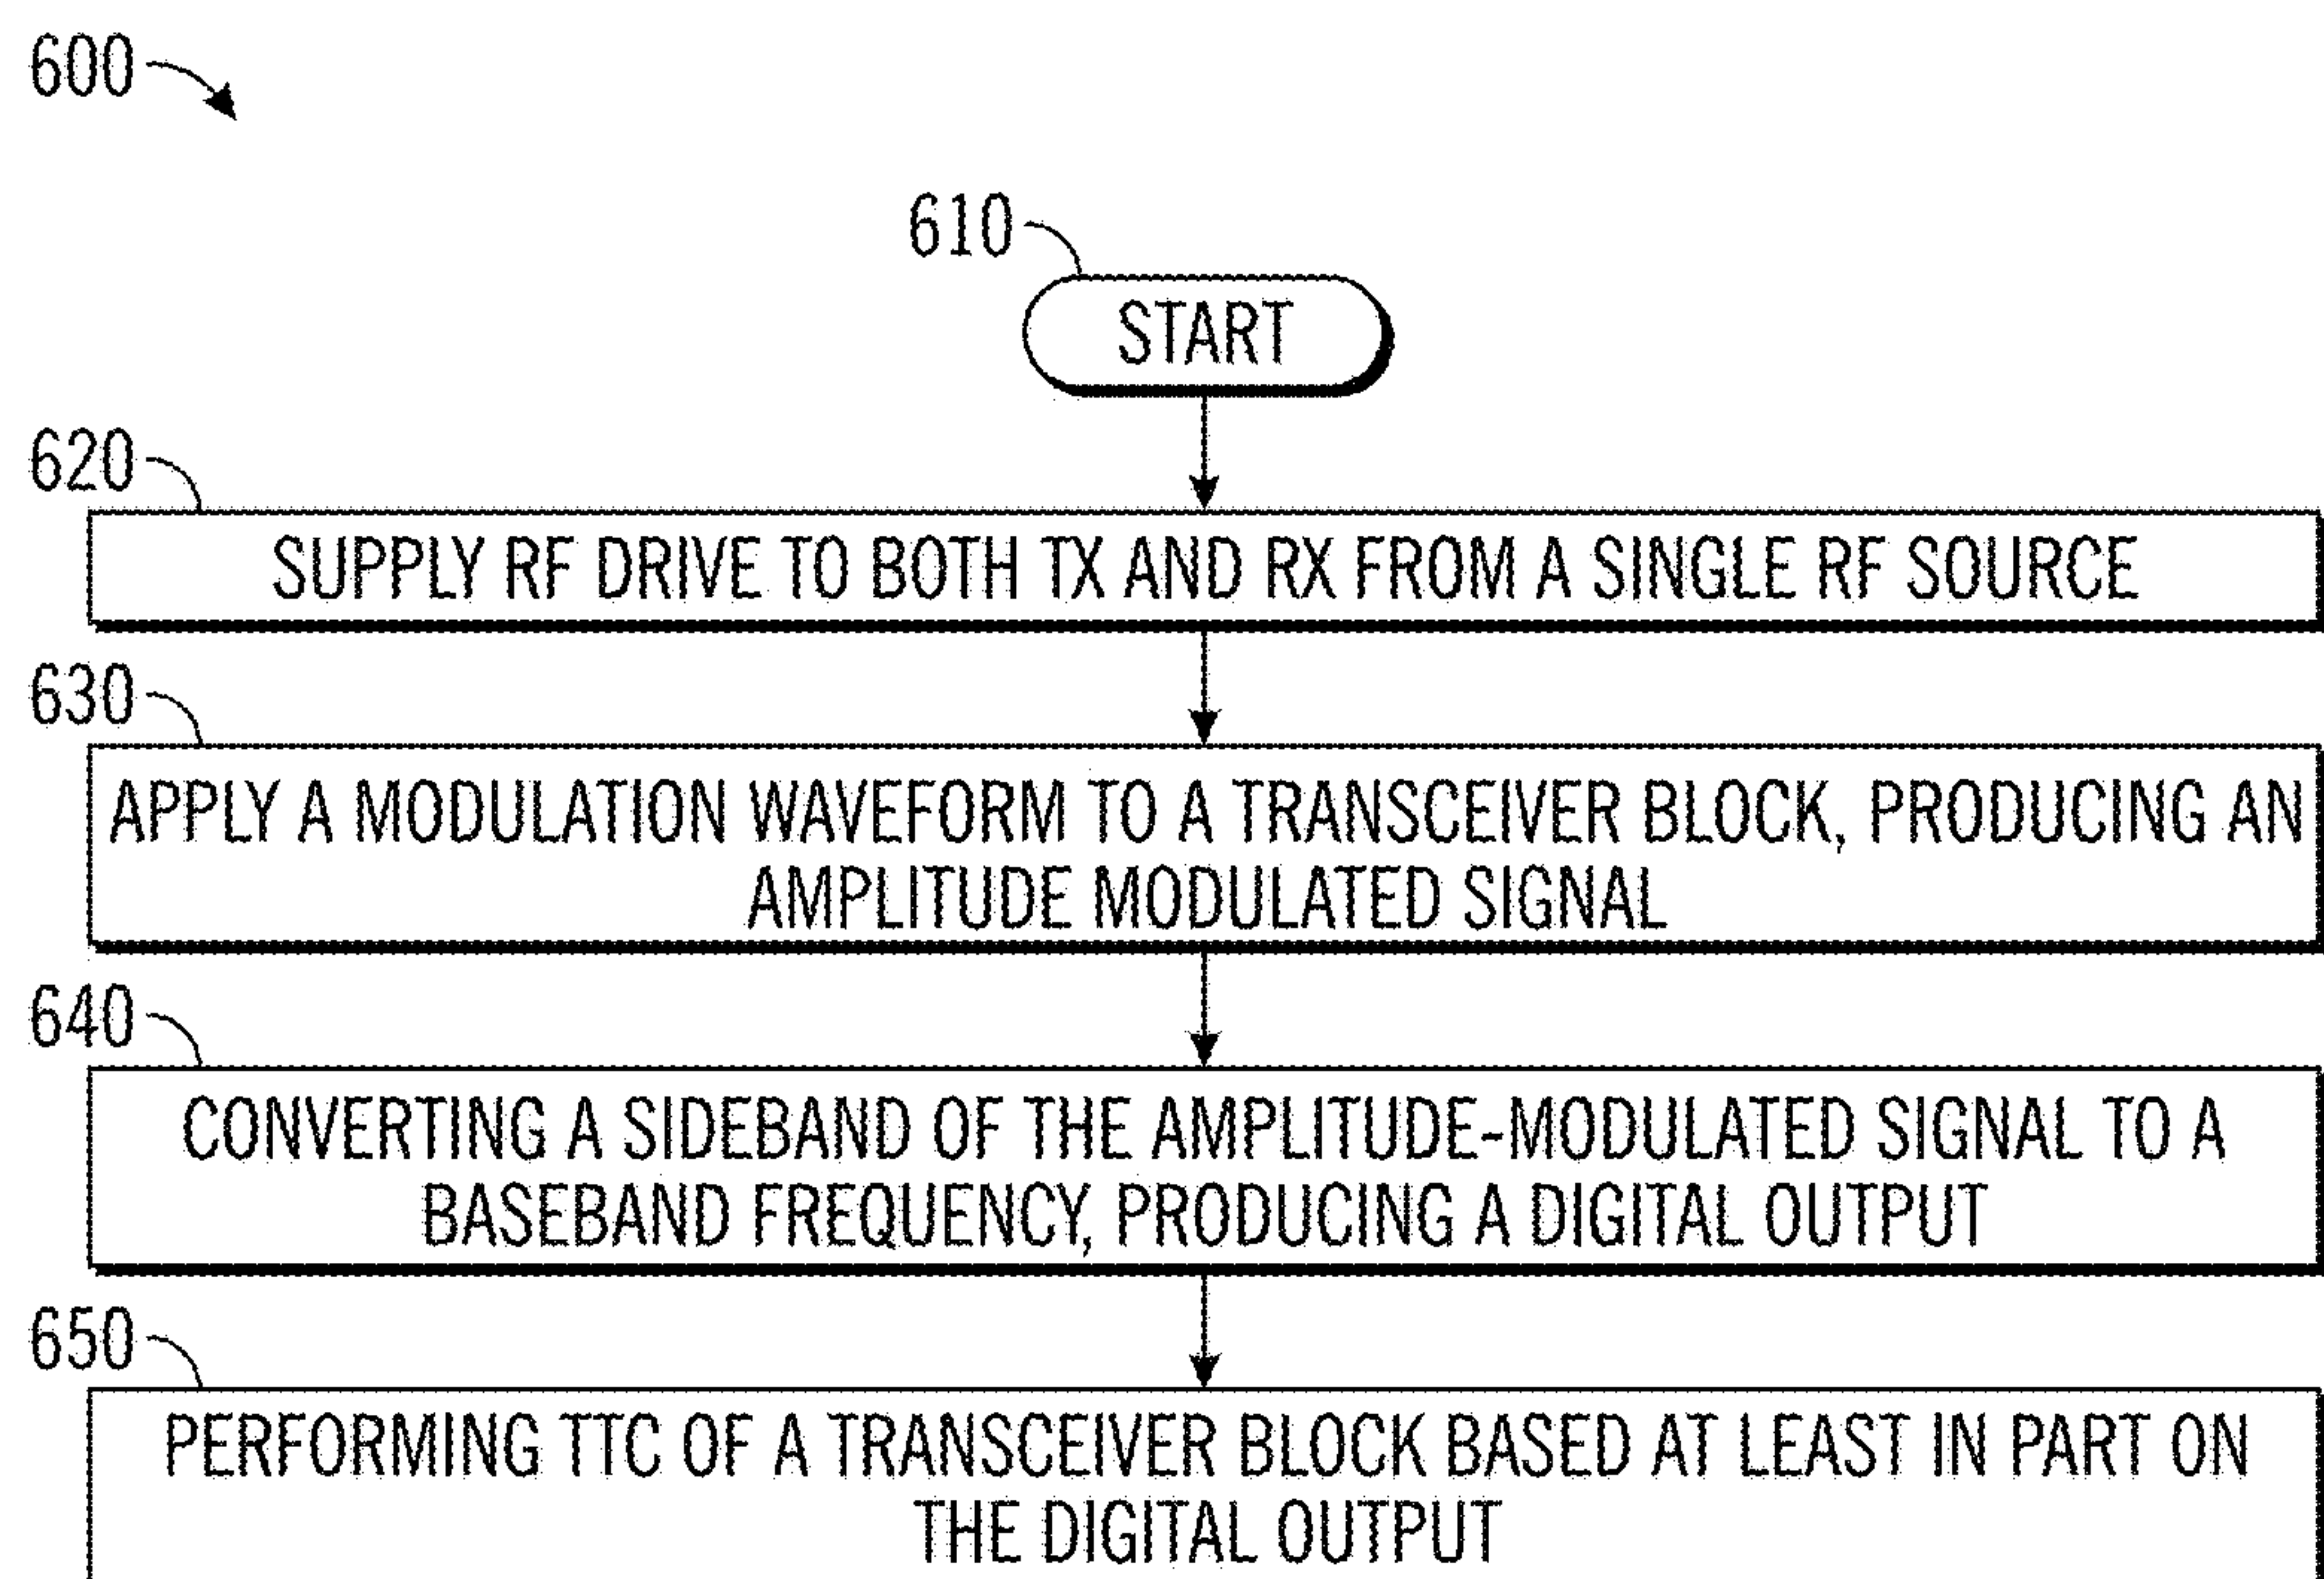 600
610
START
620
SUPPLY RF DRIVE TO BOTH TX AND RX FROM A SINGLE RF SOURCE
630
APPLY A MODULATION WAVEFORM TO A TRANSCEIVER BLOCK, PRODUCING AN
AMPLITUDE MODULATED SIGNAL
640
CONVERTING A SIDEBAND OF THE AMPLITUDE-MODULATED SIGNAL TO A
BASEBAND FREQUENCY, PRODUCING A DIGITAL OUTPUT
650
PERFORMING TTC OF A TRANSCEIVER BLOCK BASED AT LEAST IN PART ON
THE DIGITAL OUTPUT